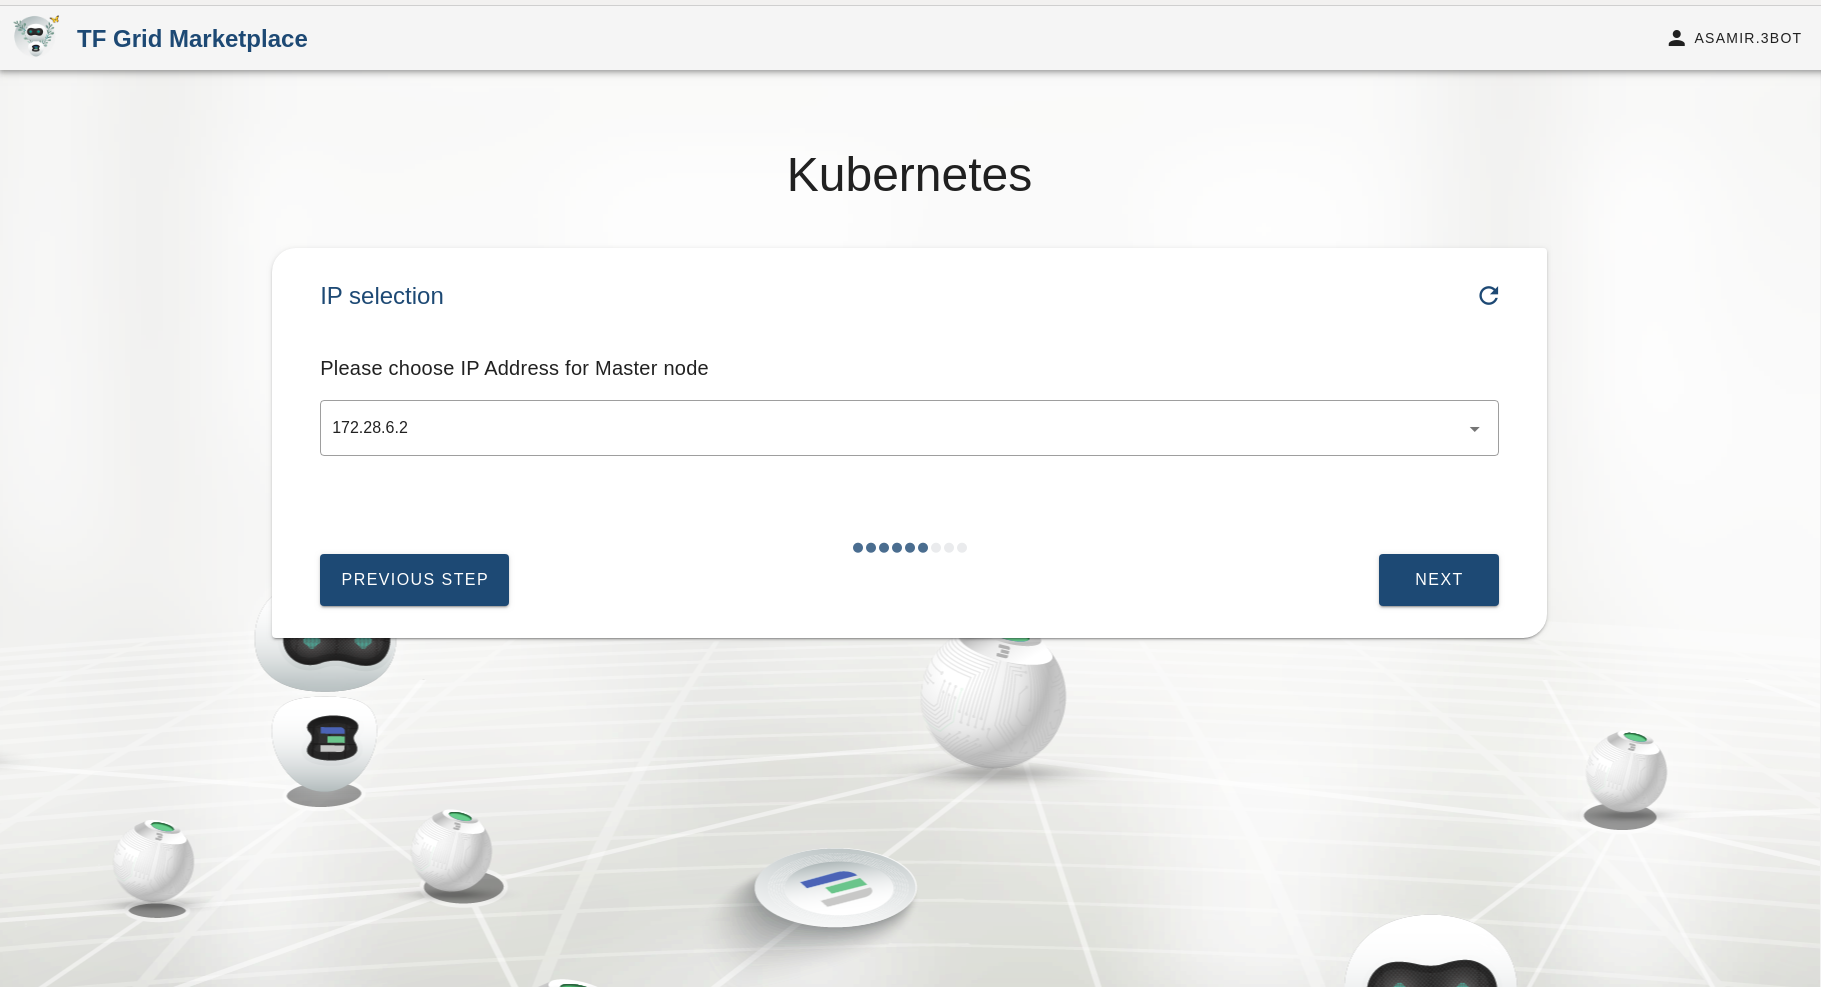 TF Grid Marketplace
ASAMIR.3BOT
Kubernetes
IP selection
Please choose IP Address for Master node
172.28.6.2
PREVIOUS STEP
NEXT